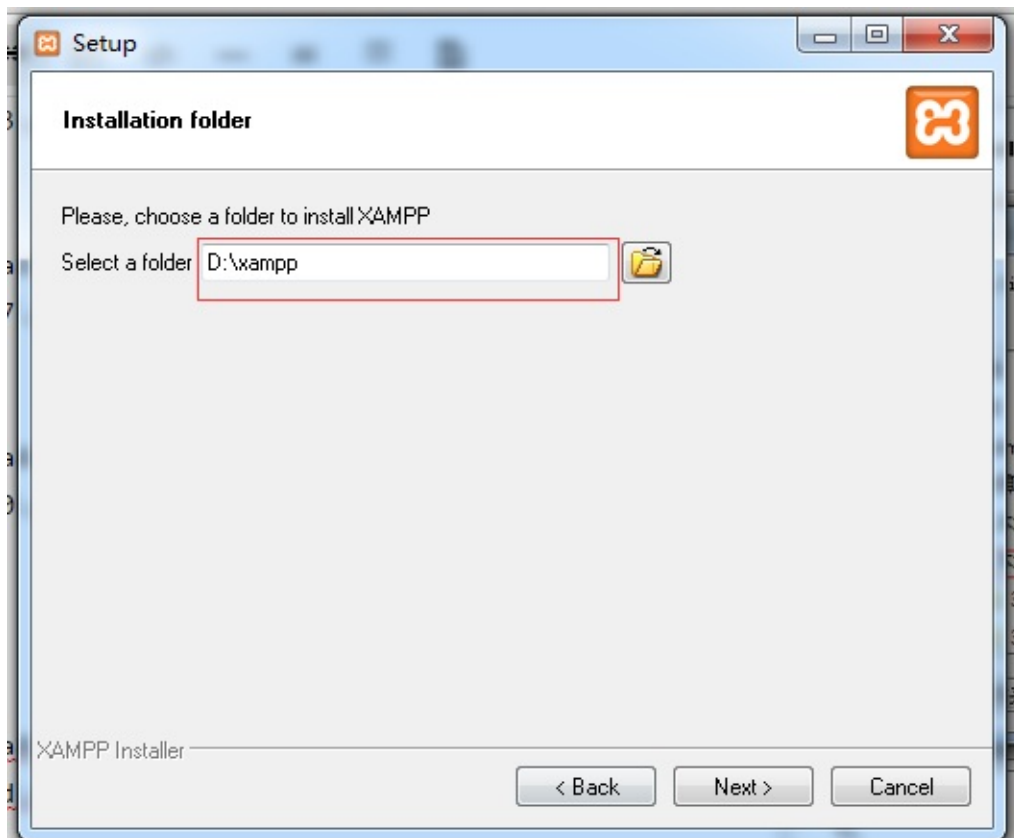 Setup
Installation folder
Please, choose a folder to install XAMPP
Select a folder D:\xampp
XAMPP Installer
< Back Next > Cancel